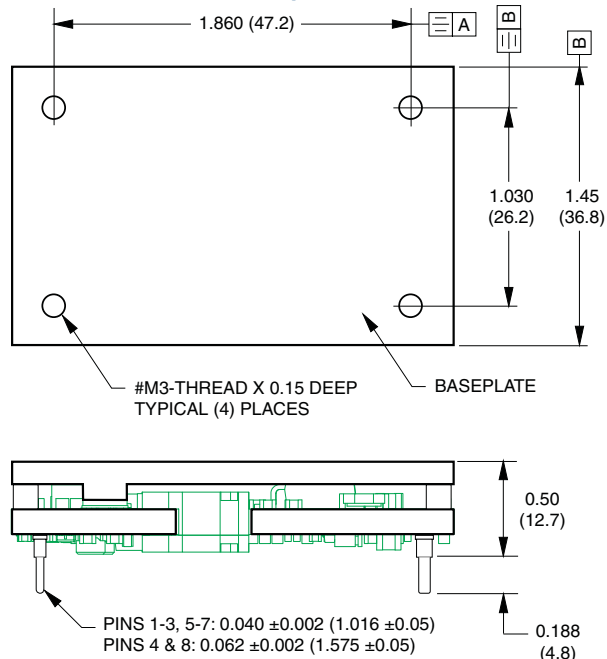 1.860 (47.2)
A
B
B
1.030
(26.2)
1.45
(36.8)
#M3-THREAD X 0.15 DEEP
TYPICAL (4) PLACES
BASEPLATE
0.50
(12.7)
PINS 1-3, 5-7: 0.040 ±0.002 (1.016 ±0.05)
PINS 4 & 8: 0.062 ±0.002 (1.575 ±0.05)
0.188
(4.8)